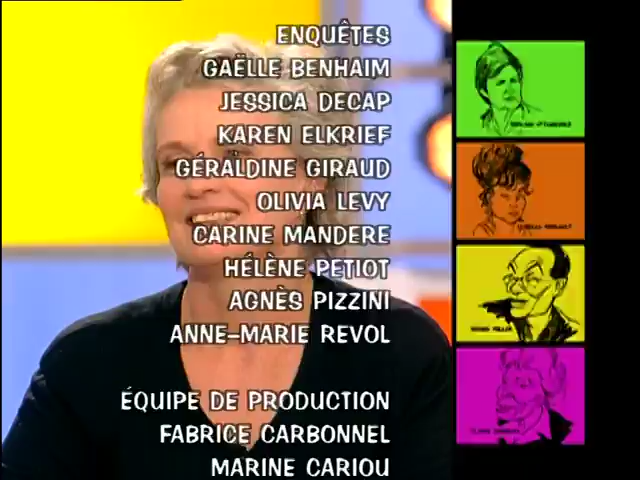 ENQUÊTES
GAËLLE BENHAIM
JESSICA DECAP
KAREN ELKRIEF
GÉRALDINE GIRAUD
OLIVIA LEVY
CARINE MANDERE
HÉLÈNE PETIOT
AGNÈS PIZZINI
ANNE-MARIE REVOL
ÉQUIPE DE PRODUCTION
FABRICE CARBONNEL
MARINE CARIOU